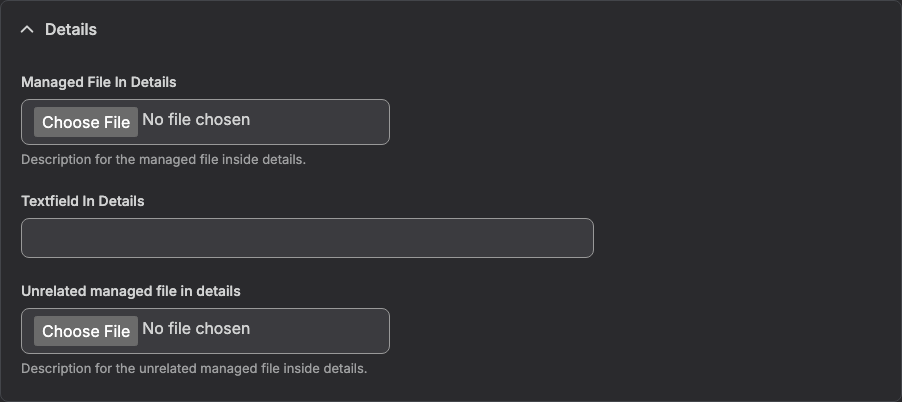 Details
Managed File In Details
Choose File No file chosen
Description for the managed file inside details.
Textfield In Details
Unrelated managed file in details
Choose File No file chosen
Description for the unrelated managed file inside details.